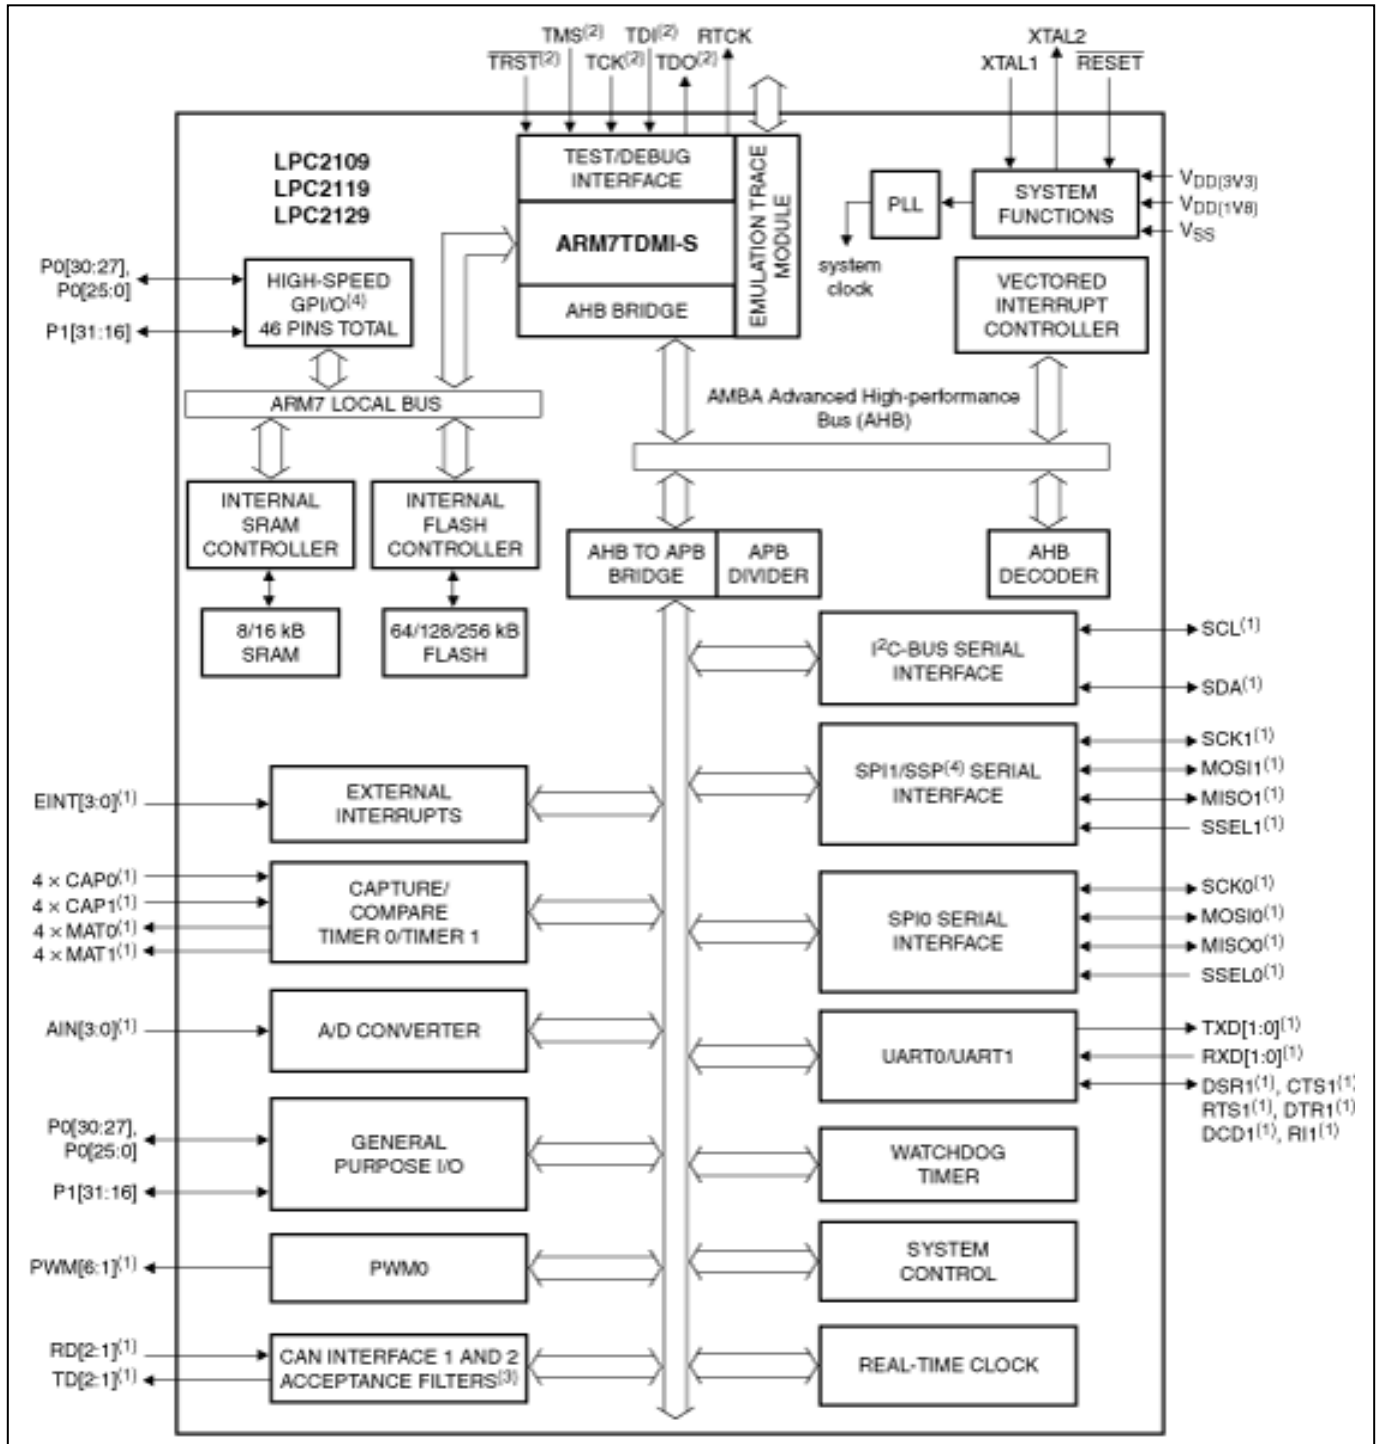 TMS(2) TDI(2) RTCK
TRST(2) TCK(2) TDO(2)
XTAL2
XTAL1 RESET
LPC2109
LPC2119
LPC2129
TEST/DEBUG
INTERFACE
ARM7TDMI-S
AHB BRIDGE
EMULATION TRACE
MODULE
PLL
system
clock
SYSTEM
FUNCTIONS
VDD(3V3)
VDD(1V8)
VSS
P0[30:27],
P0[25:0]
P1[31:16]
HIGH-SPEED
GPI/O(4)
46 PINS TOTAL
VECTORED
INTERRUPT
CONTROLLER
ARM7 LOCAL BUS
AMBA Advanced High-performance
Bus (AHB)
INTERNAL
SRAM
CONTROLLER
INTERNAL
FLASH
CONTROLLER
AHB TO APB
BRIDGE
APB
DIVIDER
AHB
DECODER
8/16 kB
SRAM
64/128/256 kB
FLASH
I2C-BUS SERIAL
INTERFACE
SCL(1)
SDA(1)
SPI1/SSP(4) SERIAL
INTERFACE
SCK1(1)
MOSI1(1)
MISO1(1)
SSEL1(1)
EINT[3:0](1)
EXTERNAL
INTERRUPTS
4 × CAP0(1)
4 × CAP1(1)
4 × MAT0(1)
4 × MAT1(1)
CAPTURE/
COMPARE
TIMER 0/TIMER 1
SPI0 SERIAL
INTERFACE
SCK0(1)
MOSI0(1)
MISO0(1)
SSEL0(1)
AIN[3:0](1)
A/D CONVERTER
UART0/UART1
TXD[1:0](1)
RXD[1:0](1)
DSR1(1), CTS1(1)
RTS1(1), DTR1(1)
DCD1(1), RI1(1)
P0[30:27],
P0[25:0]
P1[31:16]
GENERAL
PURPOSE I/O
WATCHDOG
TIMER
PWM[6:1](1)
PWM0
SYSTEM
CONTROL
RD[2:1](1)
TD[2:1](1)
CAN INTERFACE 1 AND 2
ACCEPTANCE FILTERS(3)
REAL-TIME CLOCK